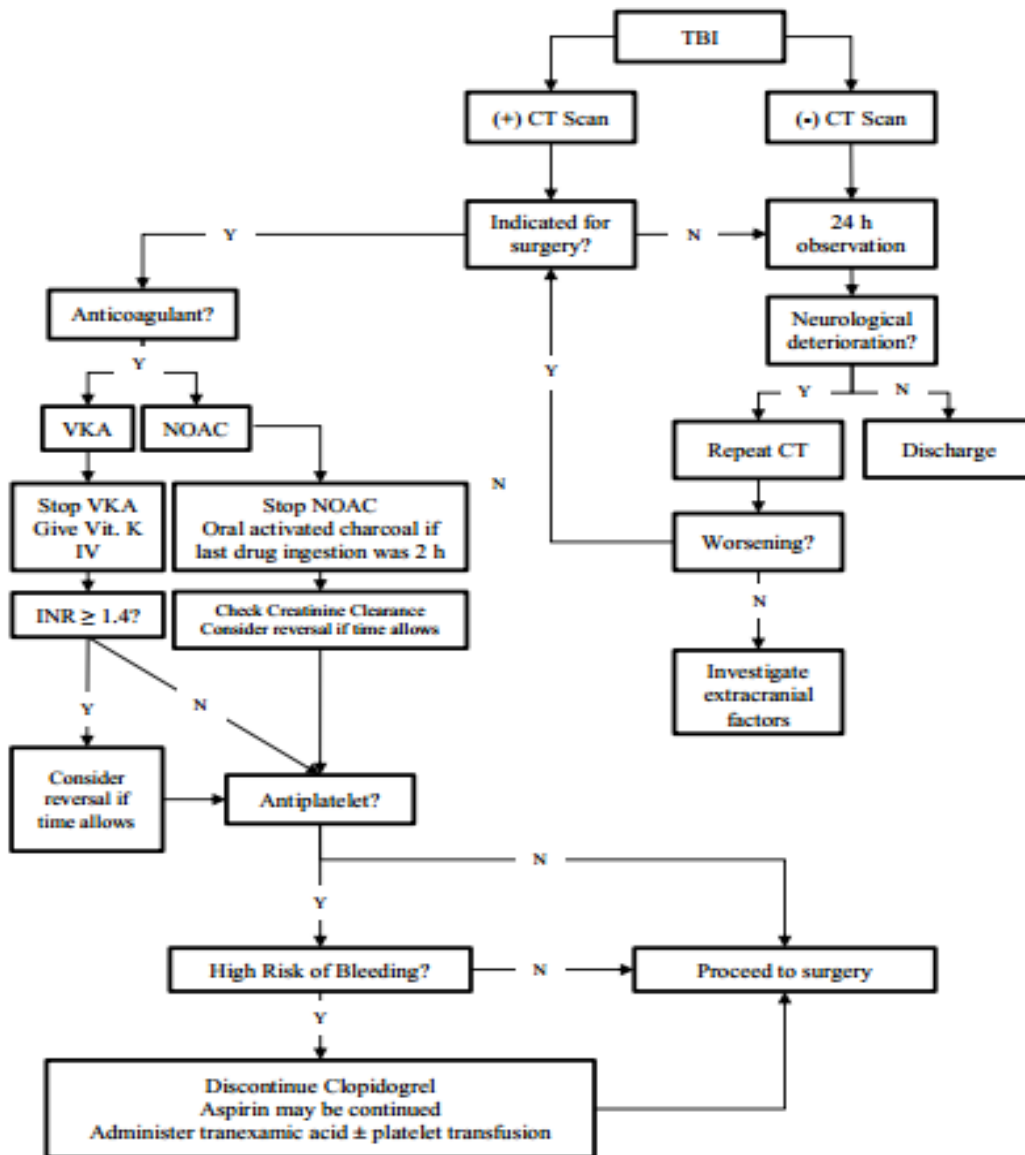 TBI
(+) CT Scan
(-) CT Scan
Indicated for
surgery?
24 h
observation
Y
N
Anticoagulant?
Neurological
deterioration?
Y
Y
Y
N
VKA
NOAC
Repeat CT
Discharge
Stop VKA
Give Vit. K
IV
Stop NOAC
Oral activated charcoal if
last drug ingestion was 2 h
N
Worsening?
INR ≥ 1.4?
Check Creatinine Clearance
Consider reversal if time allows
N
Investigate
extracranial
factors
Y
N
Consider
reversal if
time allows
Antiplatelet?
N
Y
High Risk of Bleeding?
N
Proceed to surgery
Y
Discontinue Clopidogrel
Aspirin may be continued
Administer tranexamic acid ± platelet transfusion